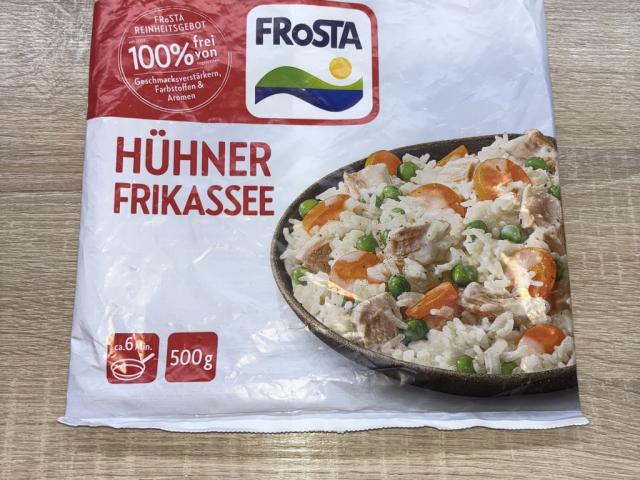 FRoSTA
REINHEITSGEBOT
100% frei von
Geschmacksverstärkern,
Farbstoffen &
Aromen
FRoSTA
HÜHNER
FRIKASSEE
ca. 6 Min.
500g